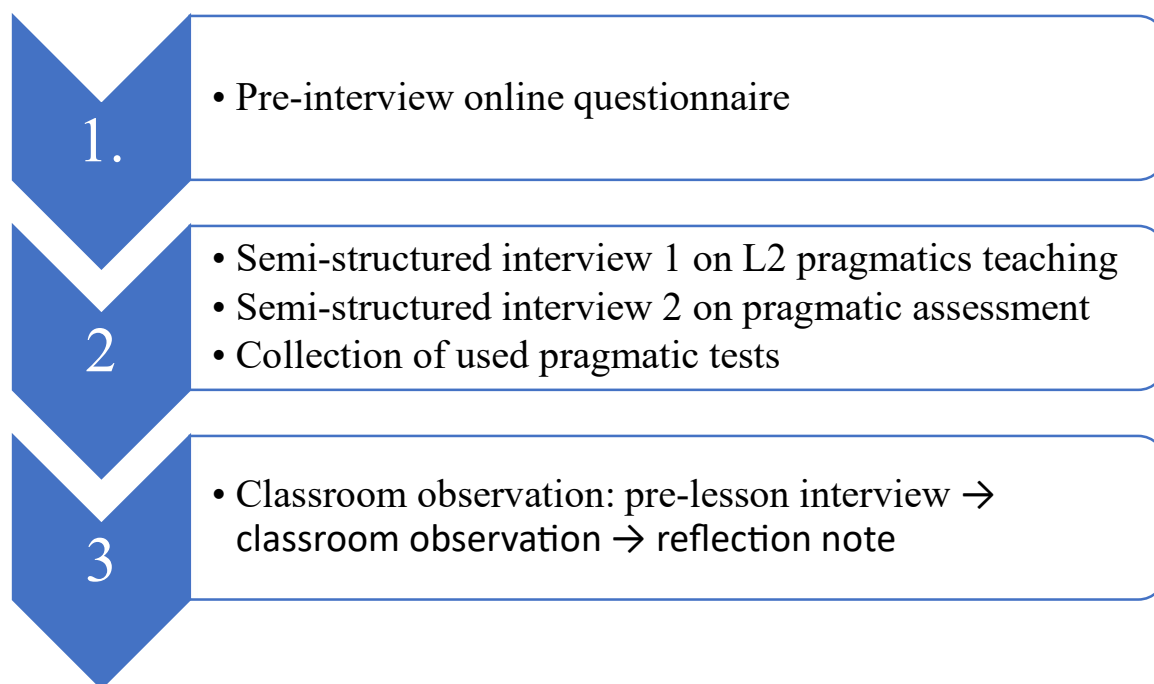 1.
• Pre-interview online questionnaire
2
• Semi-structured interview 1 on L2 pragmatics teaching
• Semi-structured interview 2 on pragmatic assessment
• Collection of used pragmatic tests
3
• Classroom observation: pre-lesson interview →
classroom observation → reflection note